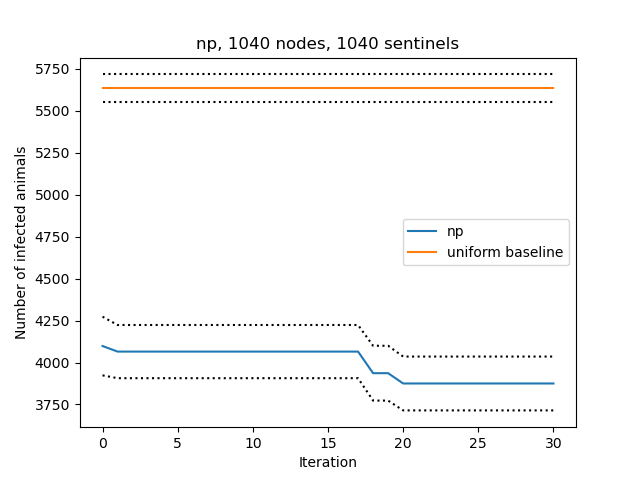 np, 1040 nodes, 1040 sentinels
Number of infected animals
5750
5500
5250
5000
4750
4500
4250
4000
3750
np
uniform baseline
0 5 10 15 20 25 30
Iteration